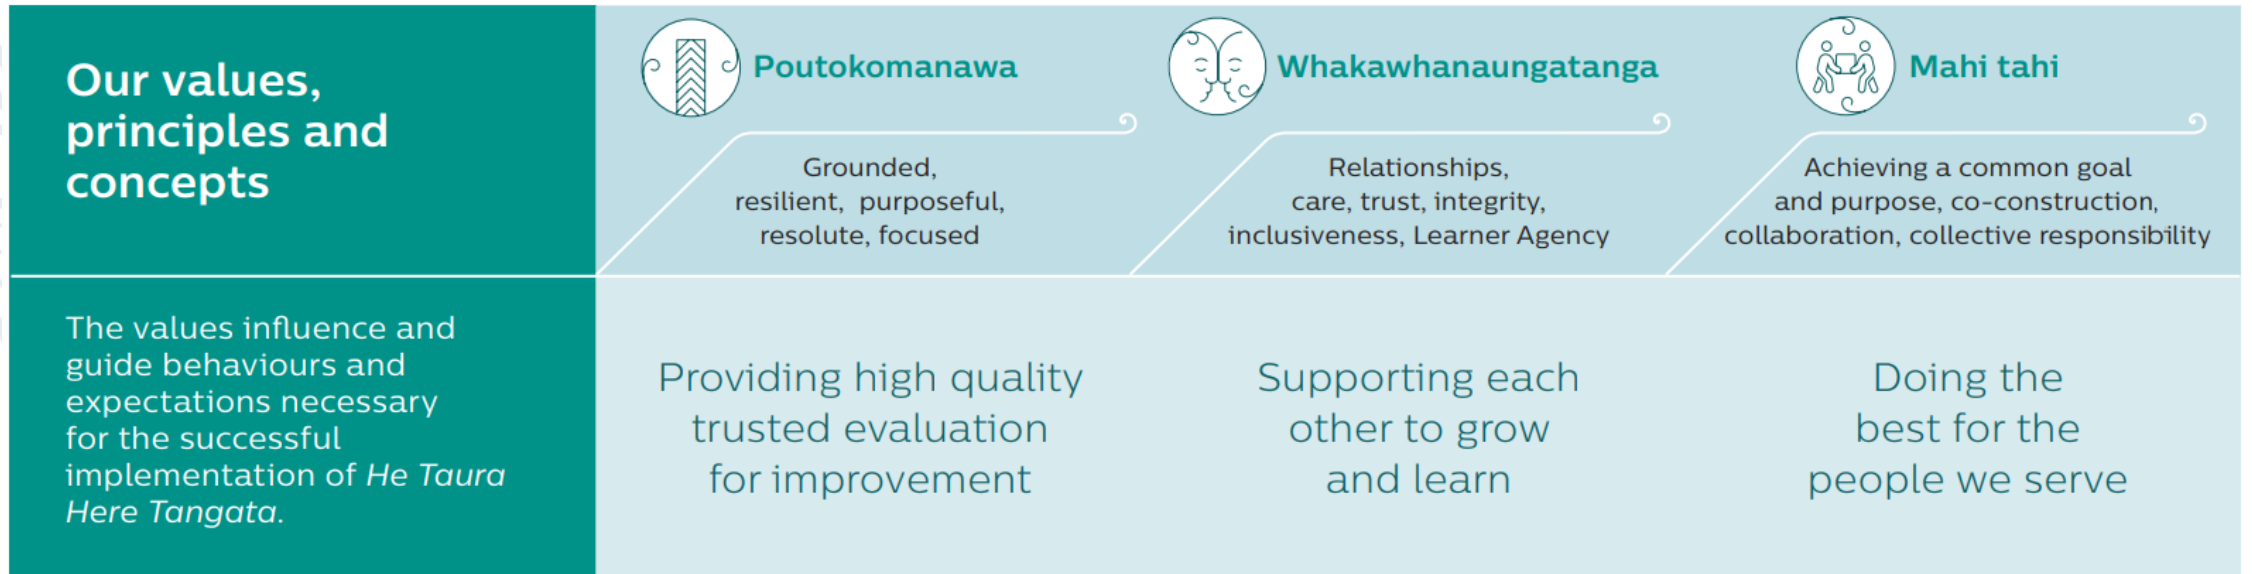 Our values,
principles and
concepts
Poutokomanawa
Grounded,
resilient, purposeful,
resolute, focused
Whakawhanaungatanga
Relationships,
care, trust, integrity,
inclusiveness, Learner Agency
Mahi tahi
Achieving a common goal
and purpose, co-construction,
collaboration, collective responsibility
The values influence and
guide behaviours and
expectations necessary
for the successful
implementation of He Taura
Here Tangata.
Providing high quality
trusted evaluation
for improvement
Supporting each
other to grow
and learn
Doing the
best for the
people we serve